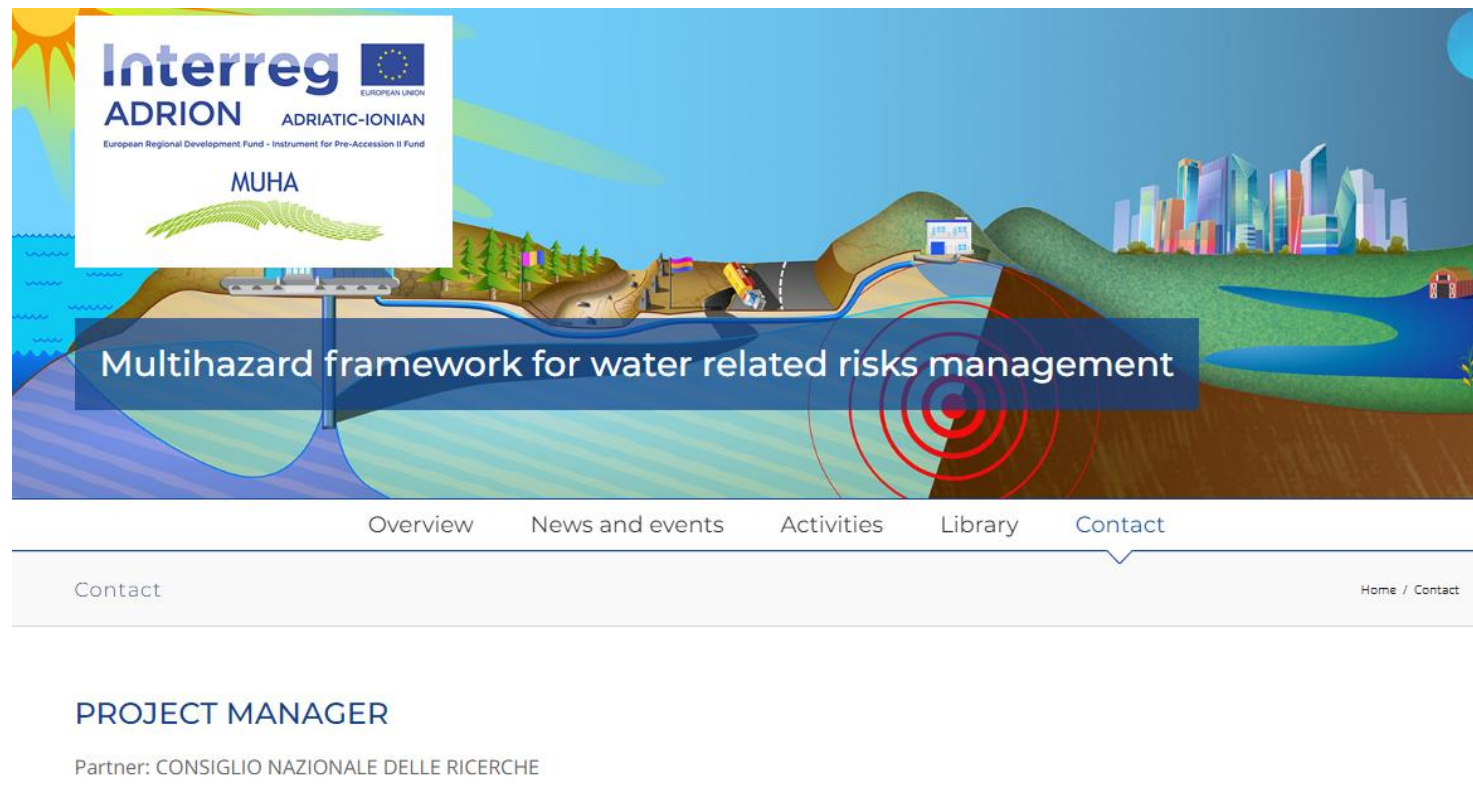 Interreg
EUROPEAN UNION
ADRION ADRIATIC-IONIAN
European Regional Development Fund - Instrument for Pre-Accession II Fund
MUHA
Multihazard framework for water related risks management
Overview News and events Activities Library Contact
Contact Home / Contact
PROJECT MANAGER
Partner: CONSIGLIO NAZIONALE DELLE RICERCHE